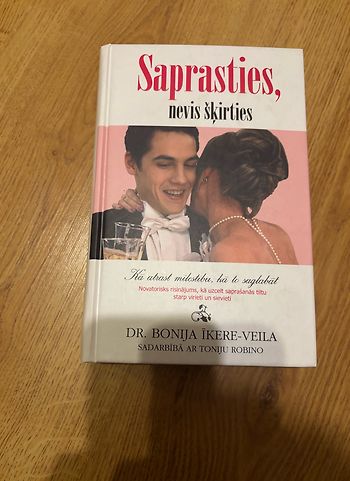 Saprasties,
nevis šķirties
Kā atrast mīlestību, kā to saglabāt
Novatorisks risinājums, kā uzcelt saprašanās tiltu
starp vīrieti un sievieti
DR. BONIJA ĪKERE-VEILA
SADARBĪBĀ AR TONIJU ROBINO